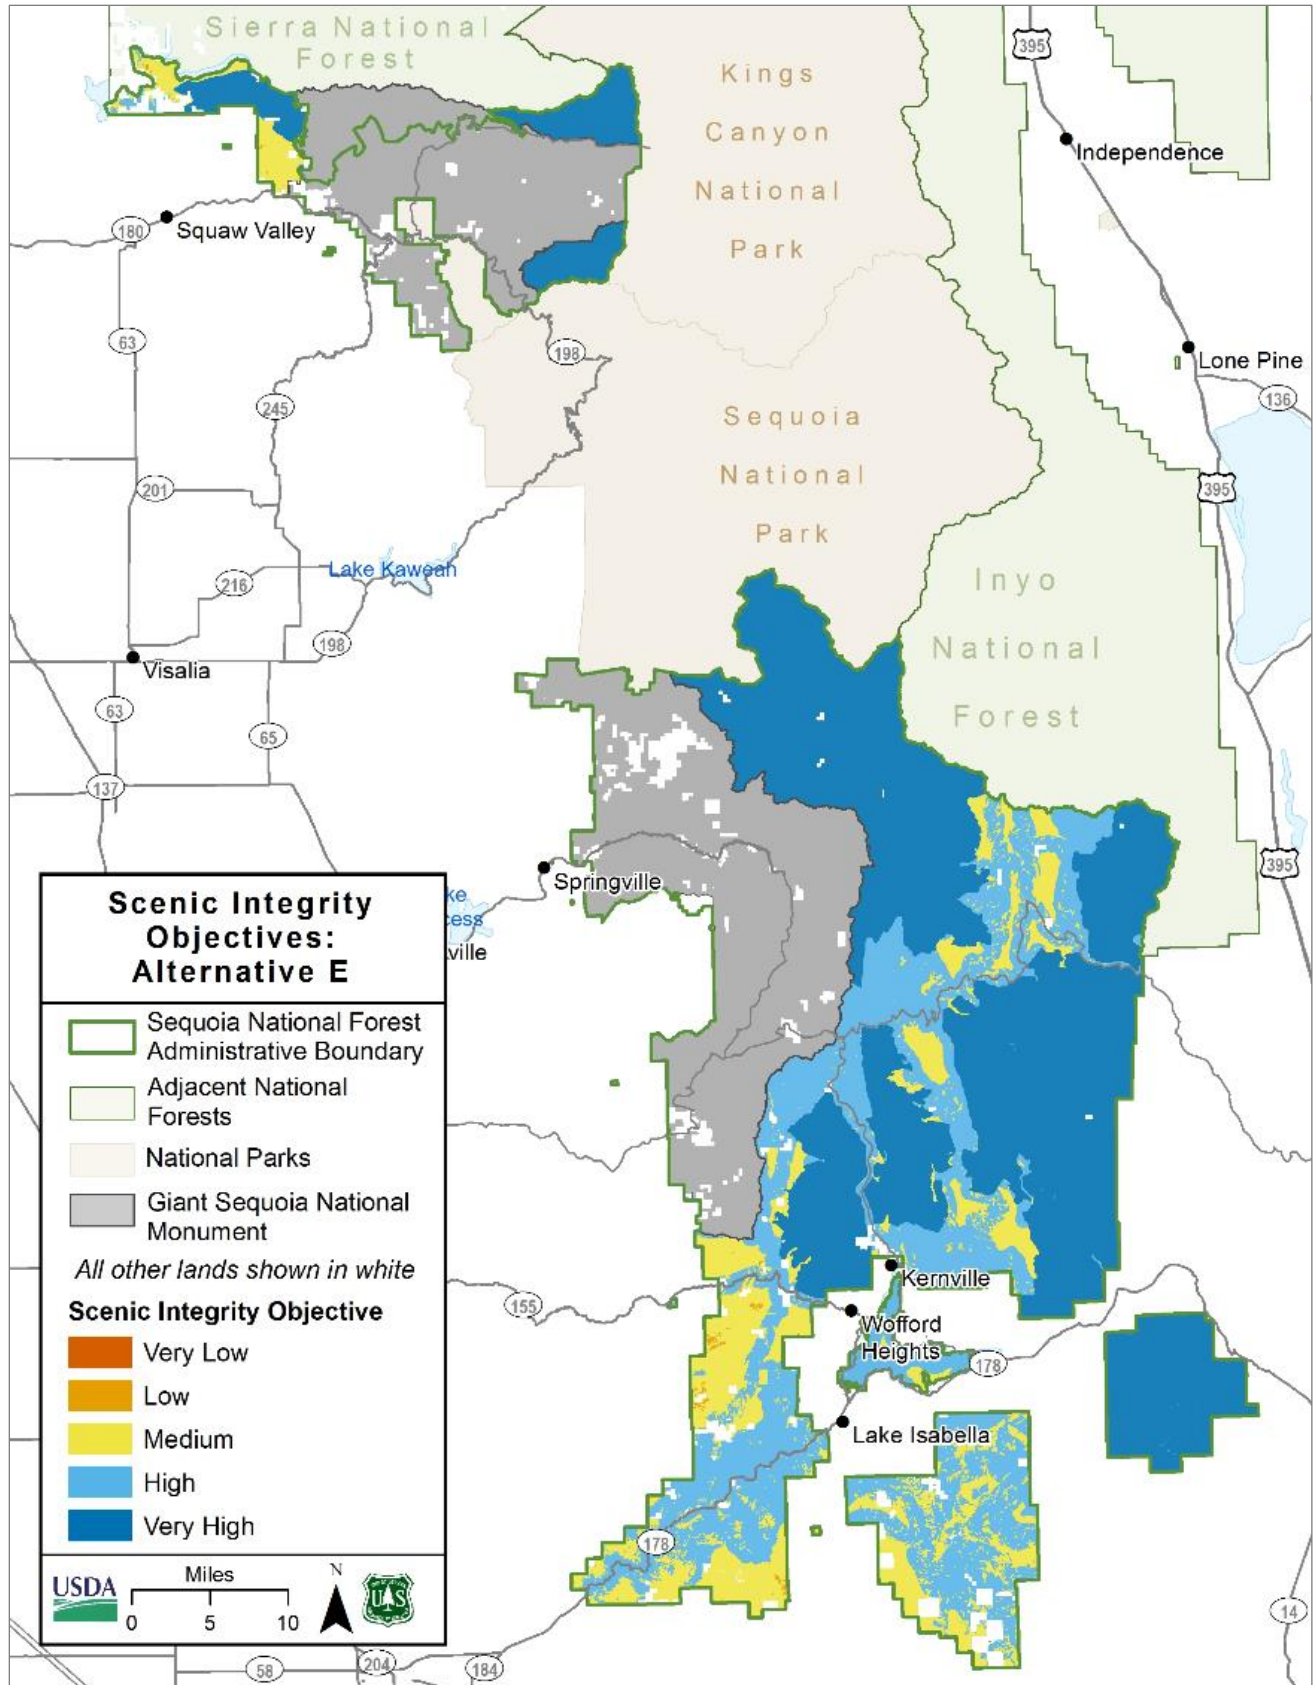 Sierra National
Forest
Kings
Canyon
National
Park
395
Independence
180
Squaw Valley
63
198
Lone Pine
136
245
Sequoia
National
Park
201
395
Lake Kaweah
216
Inyo
National
Forest
198
Visalia
63
65
137
395
Springville
ke
cess
ville
Scenic Integrity
Objectives:
Alternative E
Sequoia National Forest
Administrative Boundary
Adjacent National
Forests
National Parks
Giant Sequoia National
Monument
All other lands shown in white
Scenic Integrity Objective
Very Low
Low
Medium
High
Very High
USDA
Miles
0 5 10
N
U S
Kernville
155
Wofford
Heights
178
Lake Isabella
178
14
58
204
184